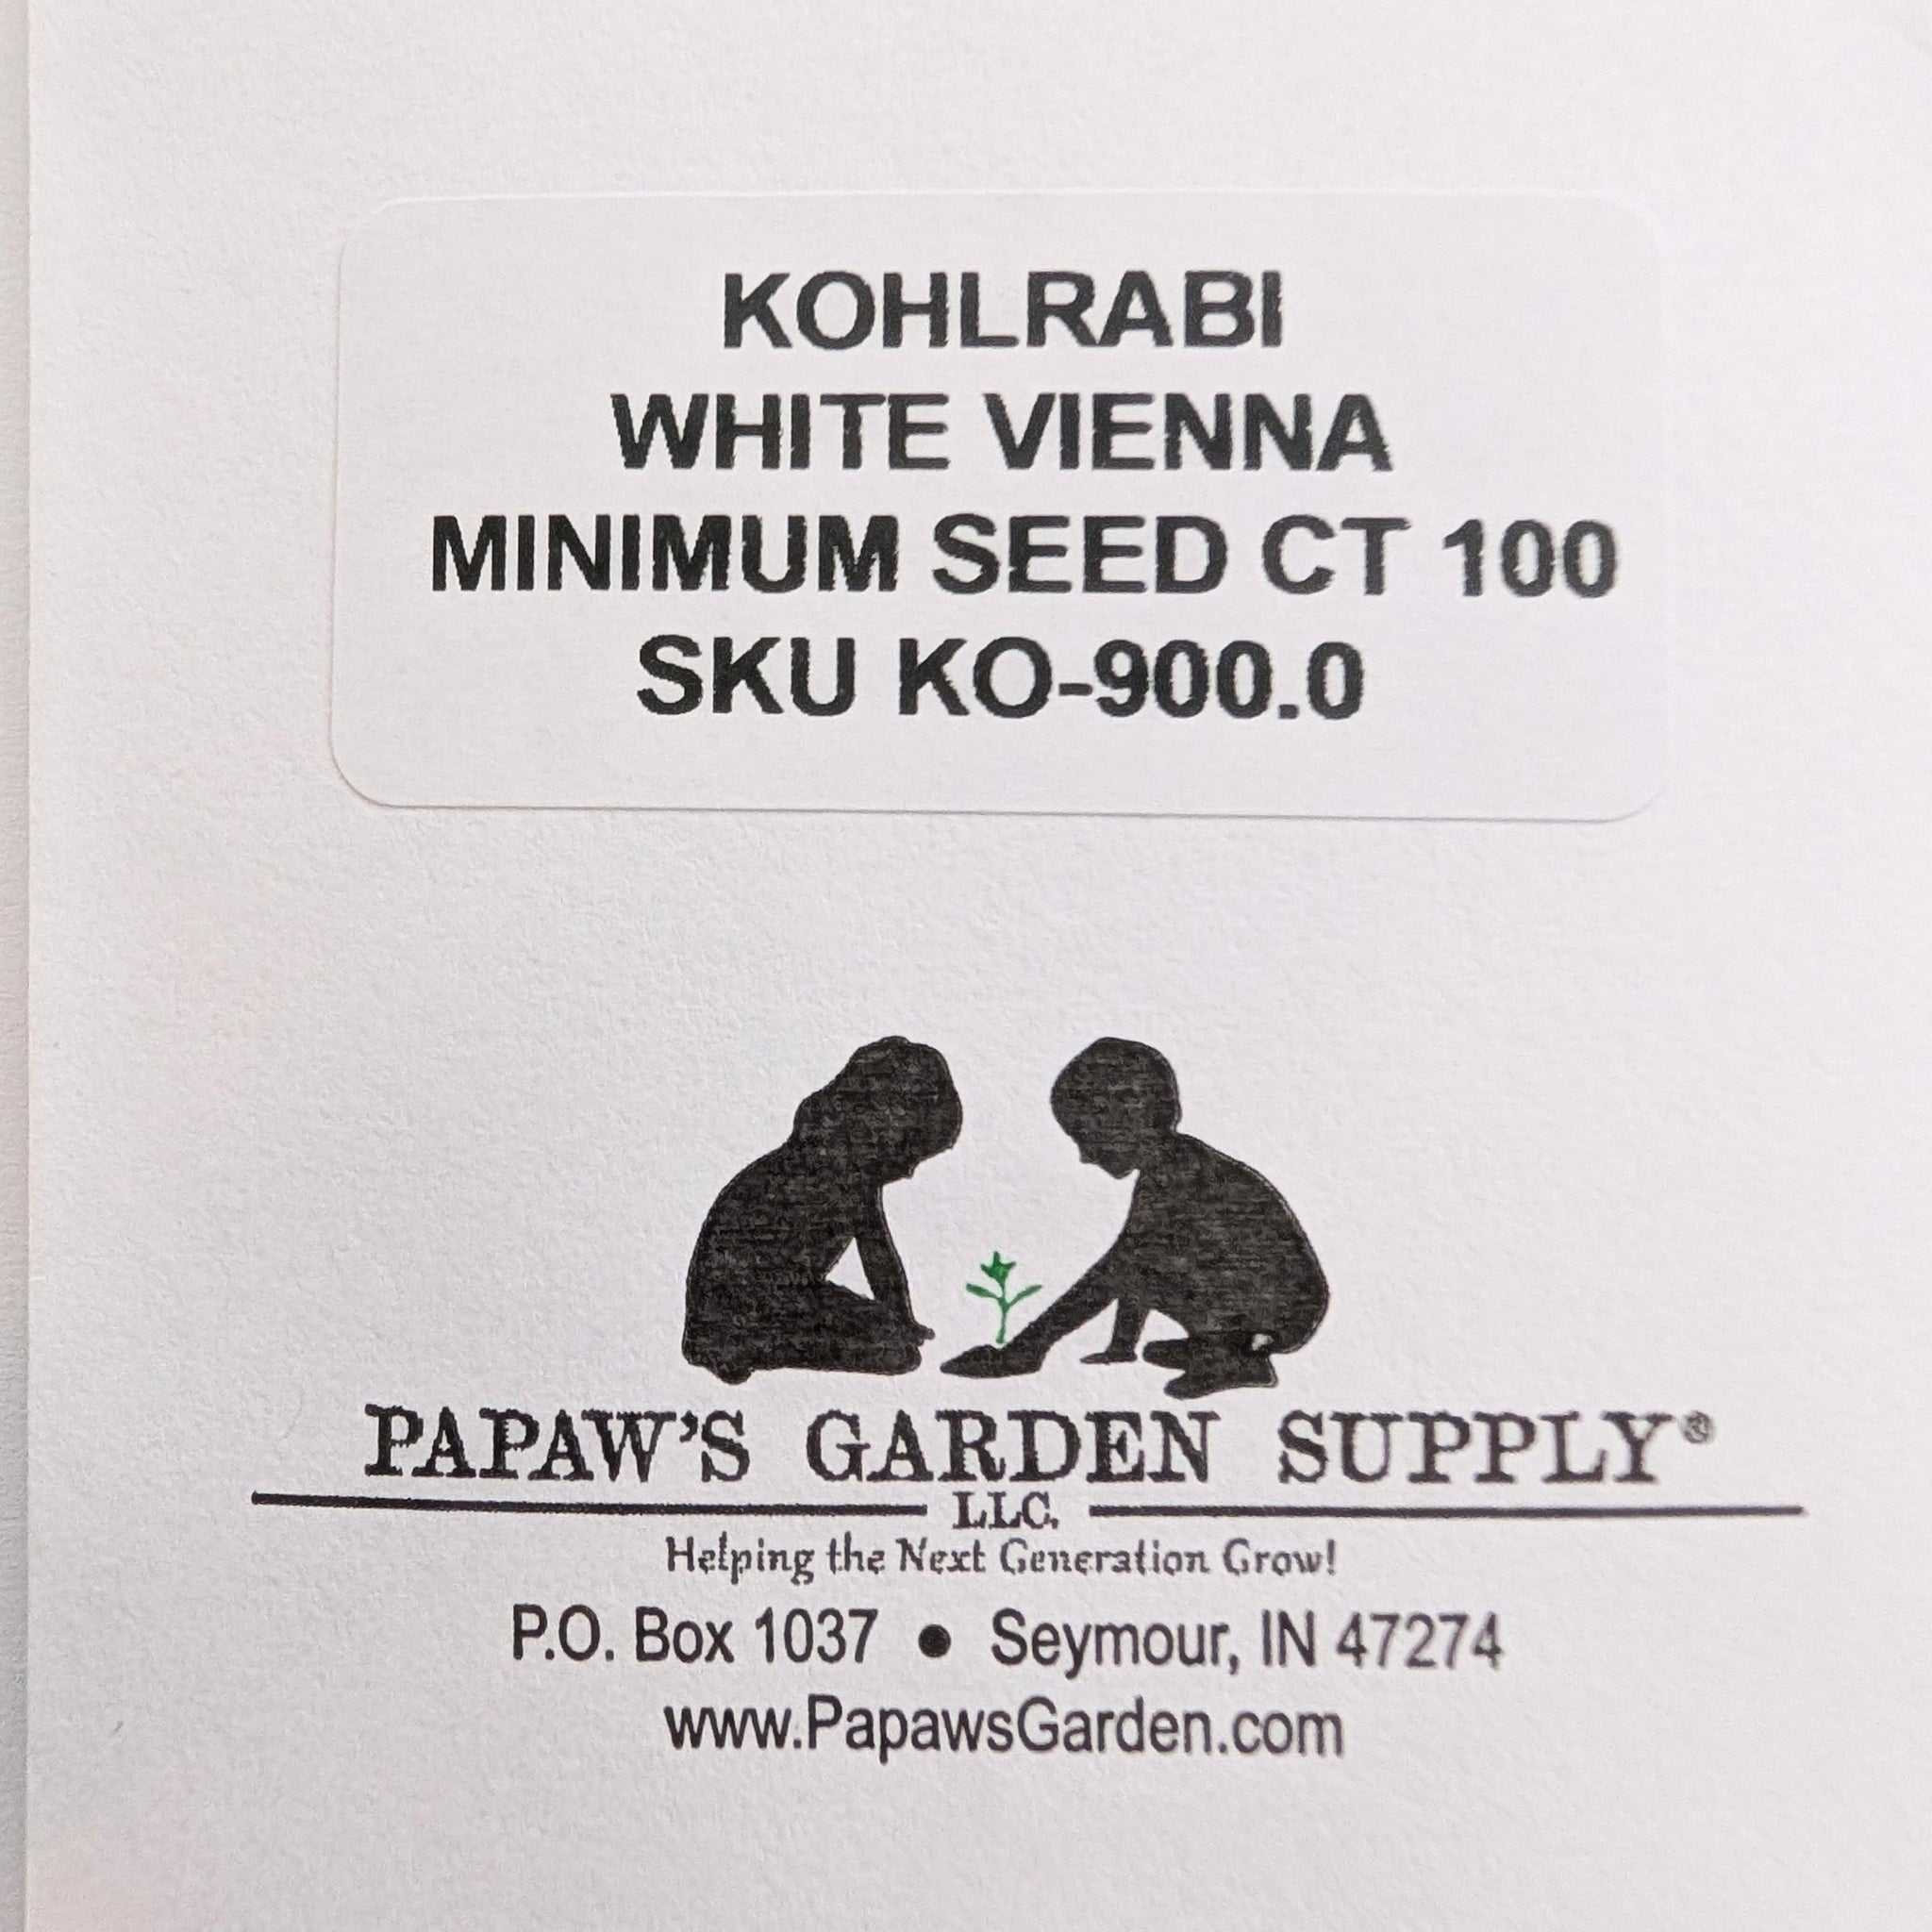 KOHLRABI
WHITE VIENNA
MINIMUM SEED CT 100
SKU KO-900.0
PAPAW'S GARDEN SUPPLY®
LLC.
Helping the Next Generation Grow!
P.O. Box 1037 • Seymour, IN 47274
www.PapawsGarden.com